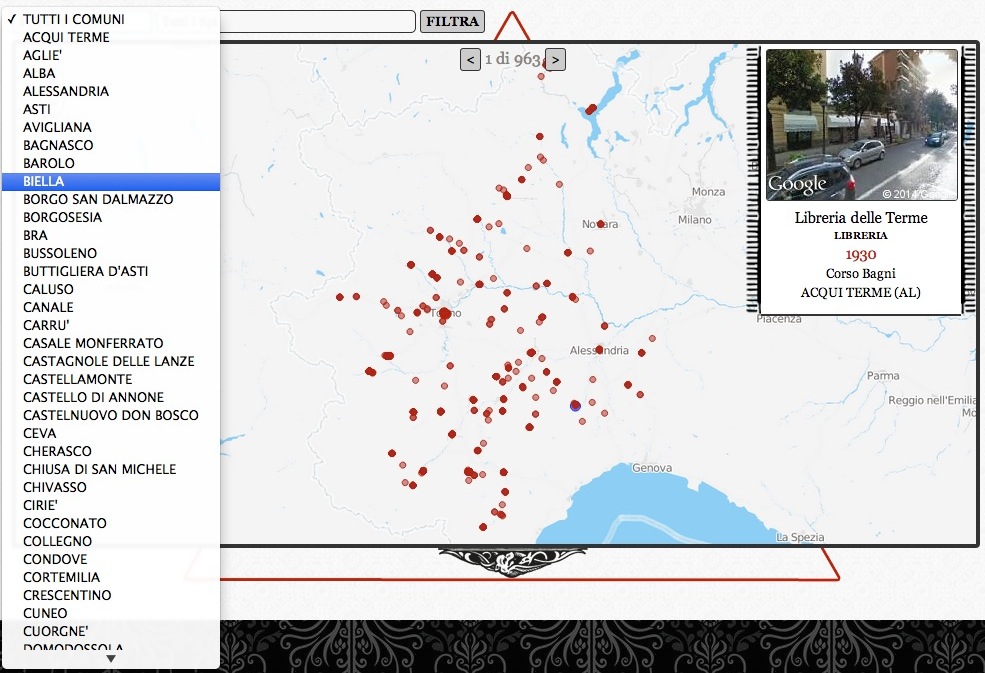 ✓ TUTTI I COMUNI
ACQUI TERME
AGLIE'
ALBA
ALESSANDRIA
ASTI
AVIGLIANA
BAGNASCO
BAROLO
BIELLA
BORGO SAN DALMAZZO
BORGOSESIA
BRA
BUSSOLENO
BUTTIGLIERA D'ASTI
CALUSO
CANALE
CARRU'
CASALE MONFERRATO
CASTAGNOLE DELLE LANZE
CASTELLAMONTE
CASTELLO DI ANNONE
CASTELNUOVO DON BOSCO
CEVA
CHERASCO
CHIUSA DI SAN MICHELE
CHIVASSO
CIRIE'
COCCONATO
COLLEGNO
CONDOVE
CORTEMILIA
CRESCENTINO
CUNEO
CUORGNE'
DOMODOSSOLA
FILTRA
< 1 di 963 >
Monza
Milano
Novara
Torino
Alessandria
Piacenza
Parma
Reggio nell'Emilia
Mo
Genova
La Spezia
Google
© 2014 Google
Libreria delle Terme
LIBRERIA
1930
Corso Bagni
ACQUI TERME (AL)